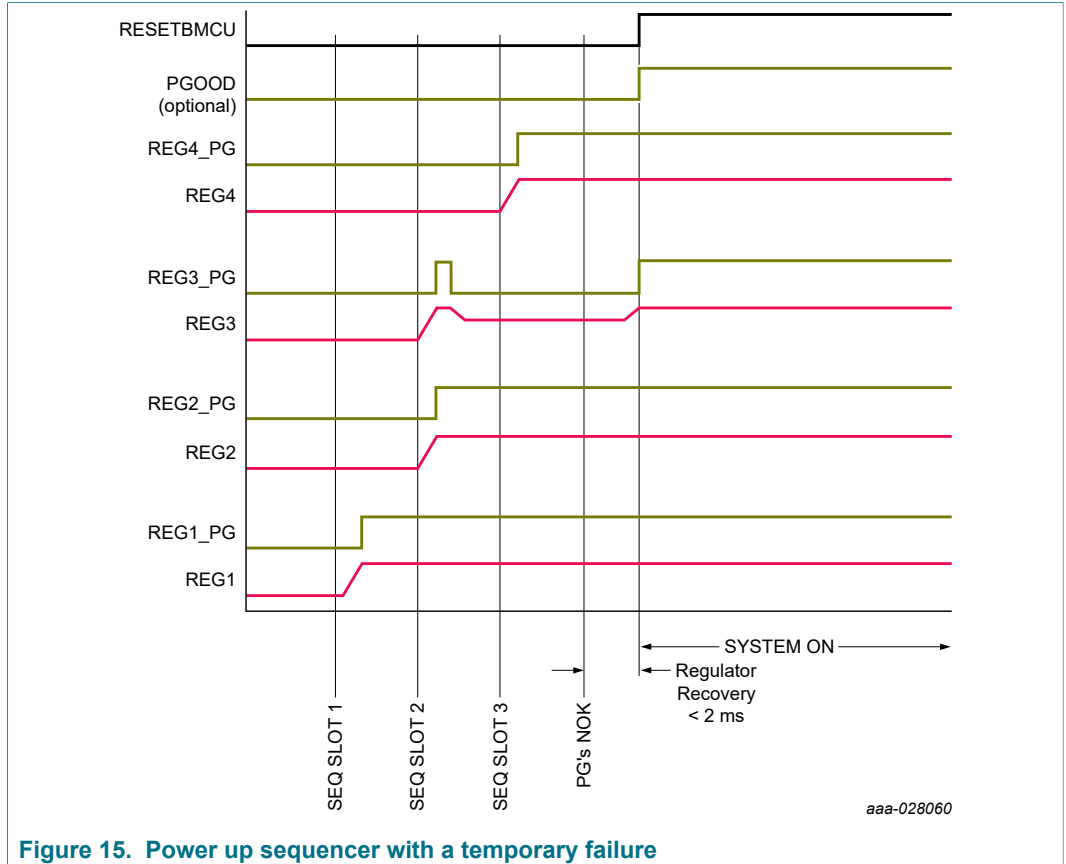 RESETBMCU
PGOOD
(optional)
REG4_PG
REG4
REG3_PG
REG3
REG2_PG
REG2
REG1_PG
REG1
SYSTEM ON
Regulator
Recovery
< 2 ms
SEQ SLOT 1
SEQ SLOT 2
SEQ SLOT 3
PG's NOK
aaa-028060
Figure 15. Power up sequencer with a temporary failure